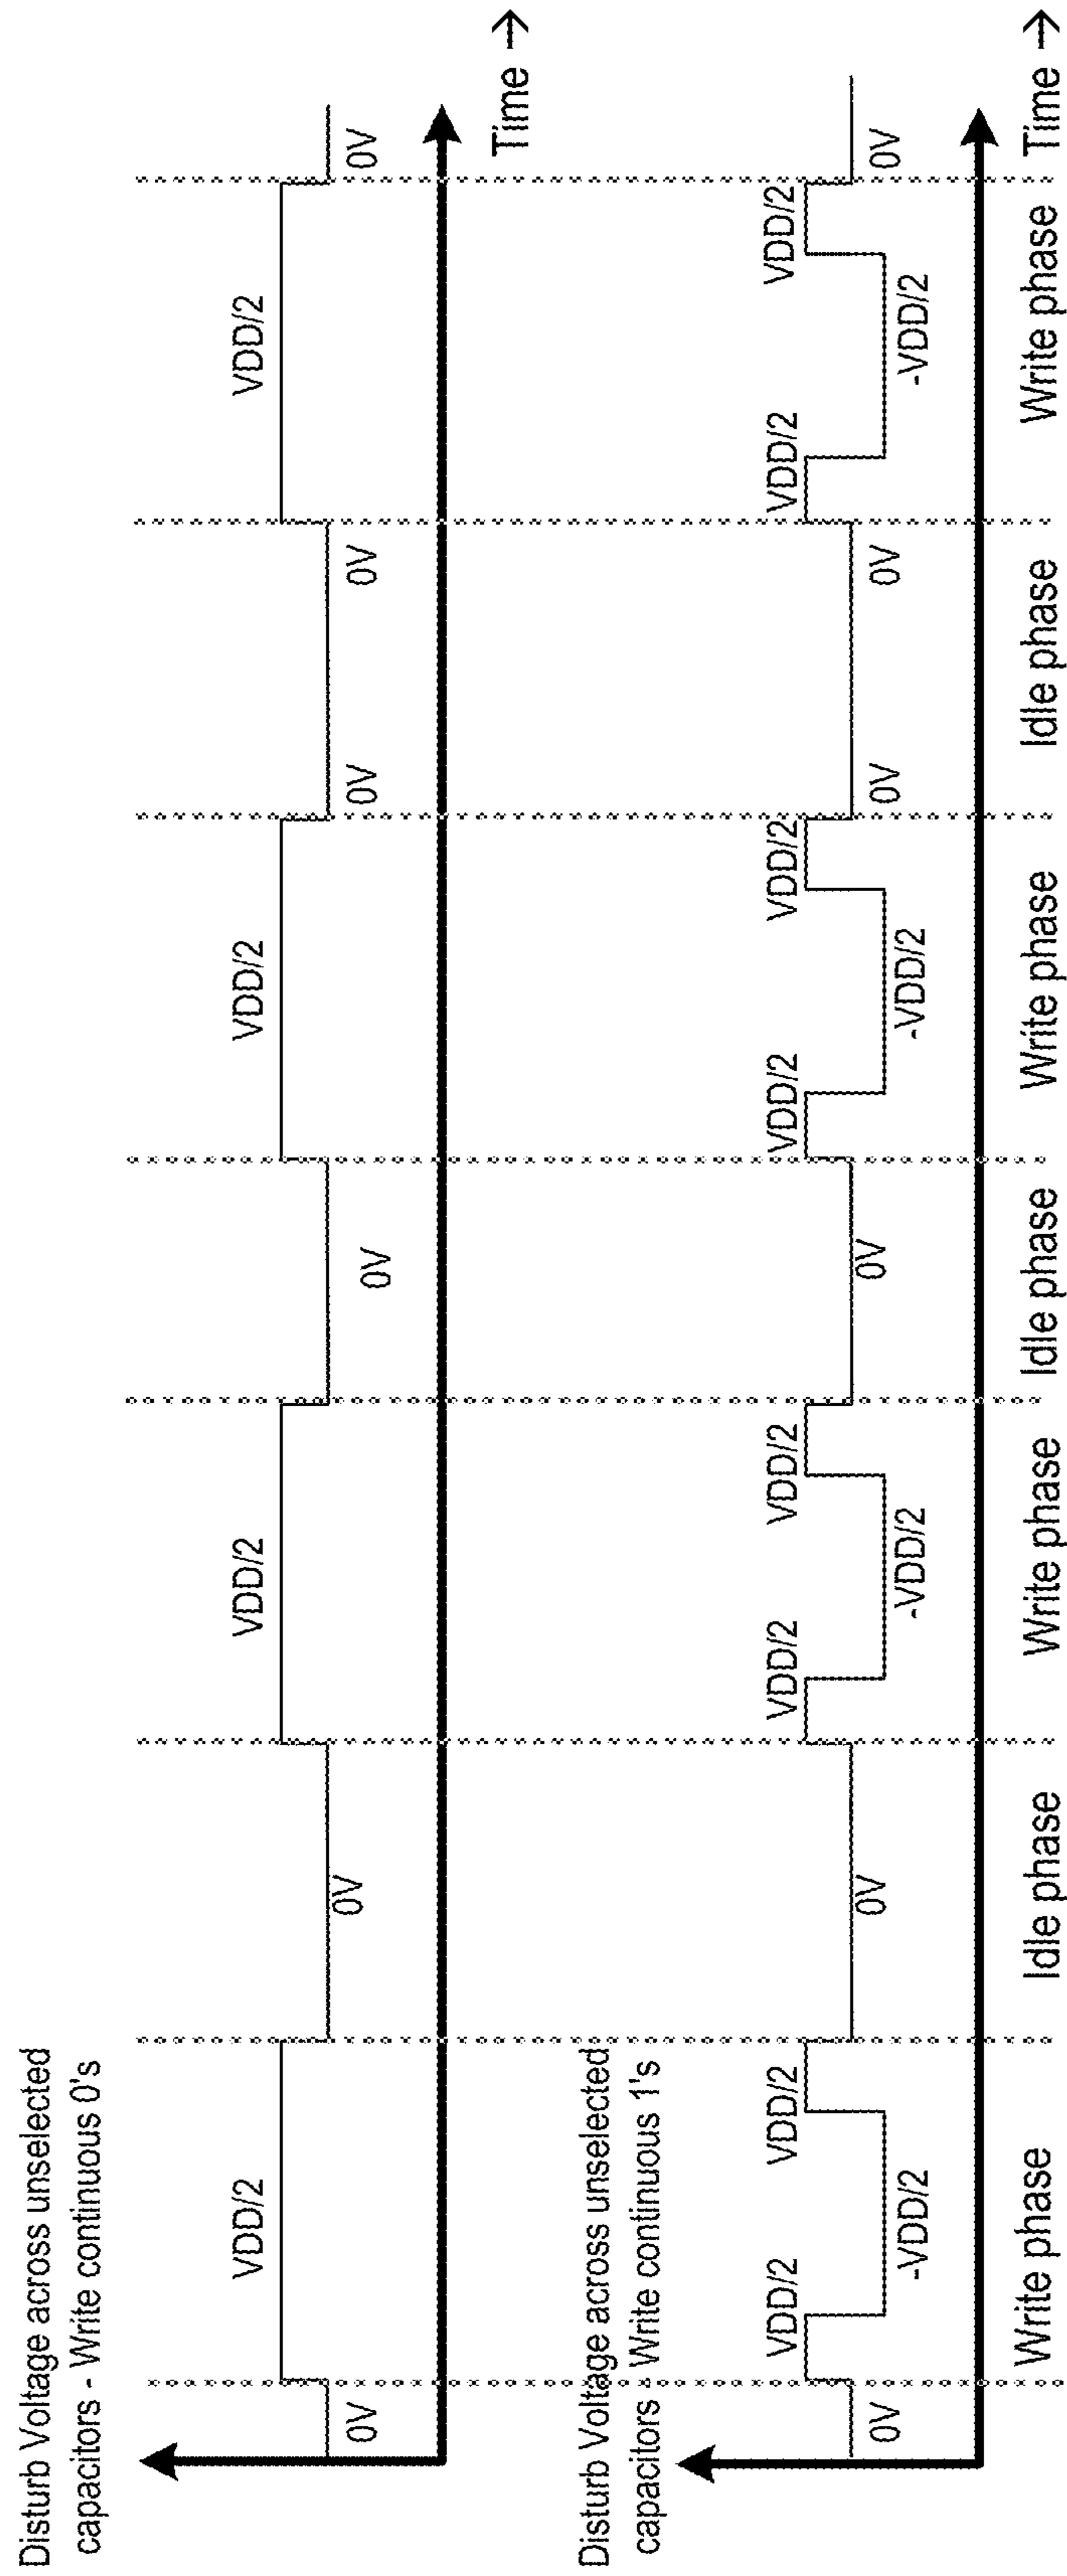 Disturb Voltage across unselected
capacitors - Write continuous 0's
VDD/2
VDD/2
VDD/2
VDD/2
0V
0V
0V
0V
0V
0V
Time →
Disturb Voltage across unselected
capacitors - Write continuous 1's
VDD/2
VDD/2
VDD/2
VDD/2
VDD/2
VDD/2
VDD/2
VDD/2
0V
0V
0V
0V
0V
0V
-VDD/2
-VDD/2
-VDD/2
-VDD/2
Write phase
Idle phase
Write phase
Idle phase
Write phase
Idle phase
Write phase
Time →